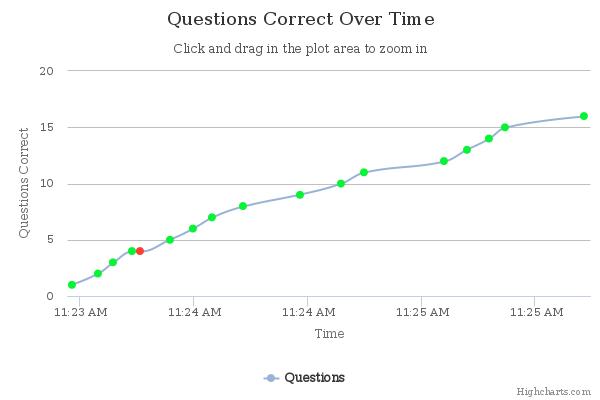 Questions Correct Over Time
Click and drag in the plot area to zoom in
Questions Correct
20
15
10
5
0
11:23 AM 11:24 AM 11:24 AM 11:25 AM 11:25 AM
Time
Questions
Highcharts.com